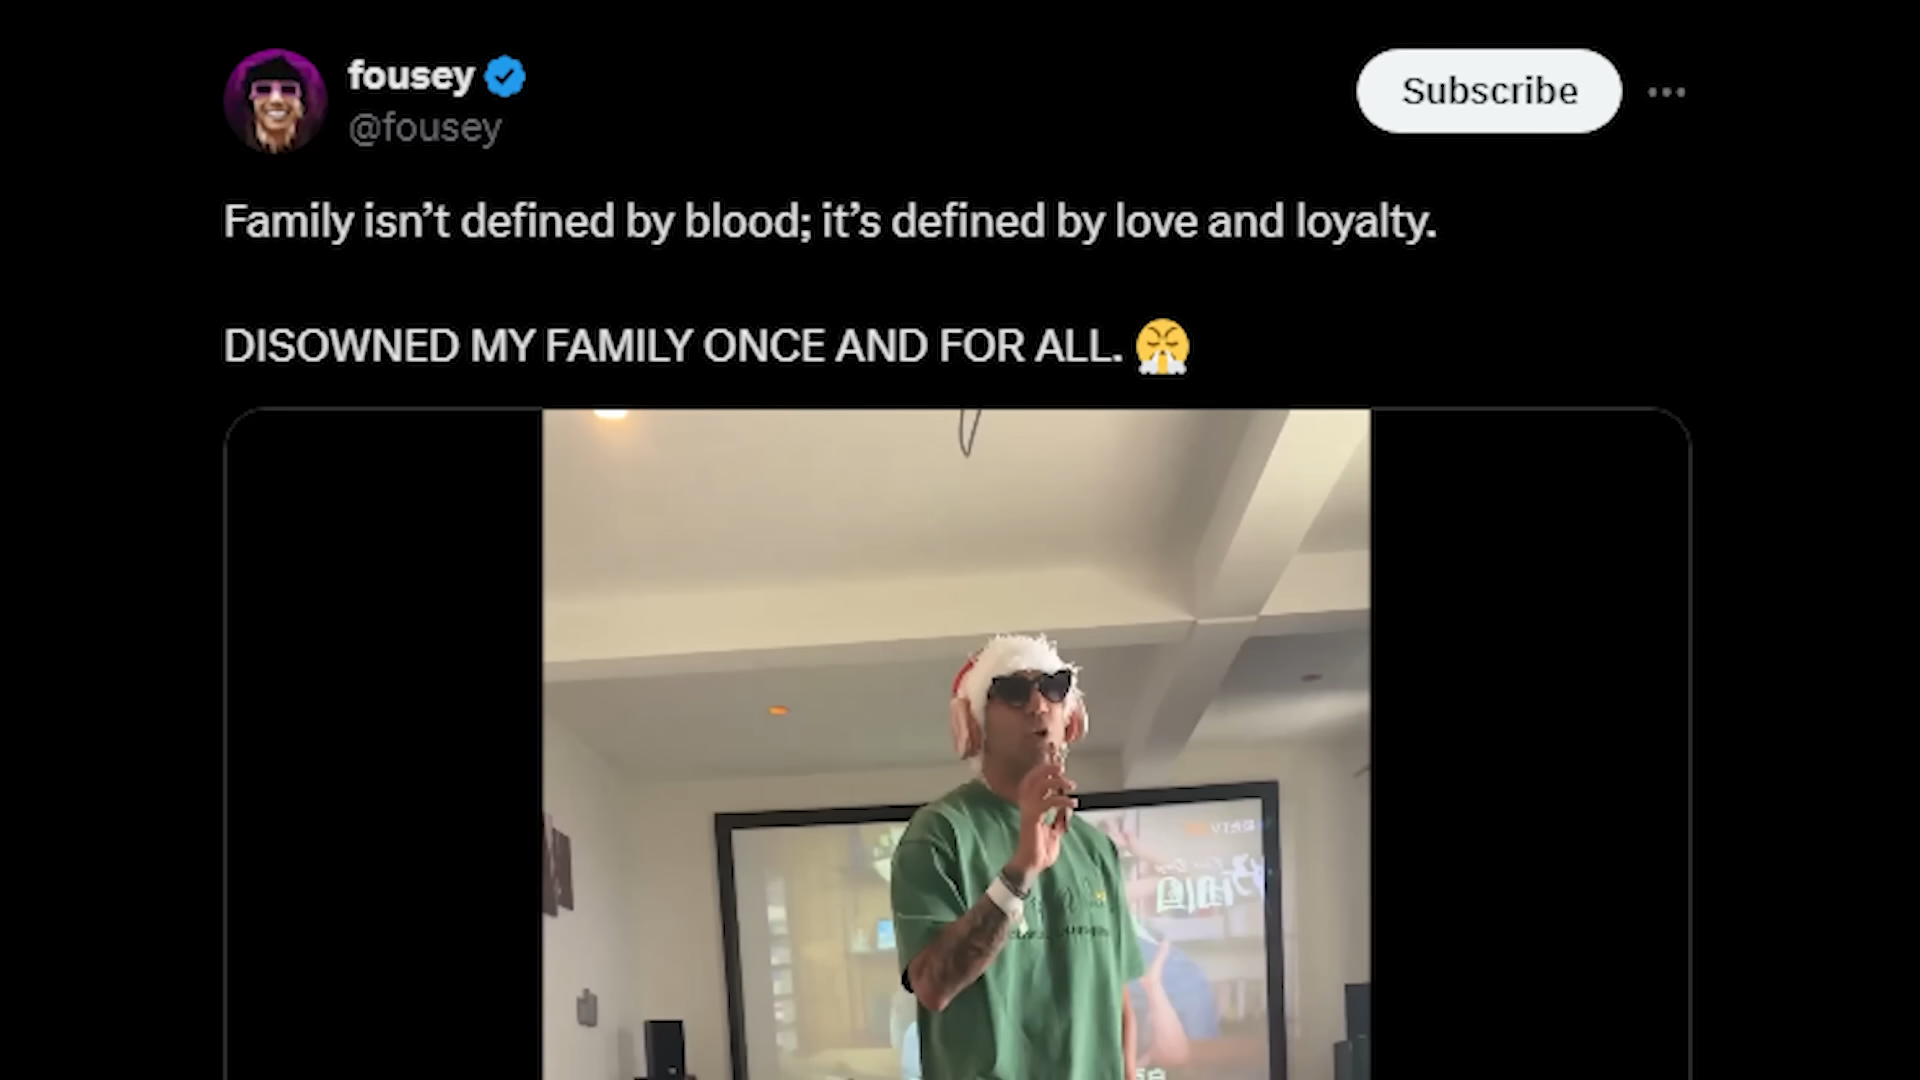 fousey
Subscribe
@fousey
Family isn’t defined by blood; it’s defined by love and loyalty.
DISOWNED MY FAMILY ONCE AND FOR ALL. 😤